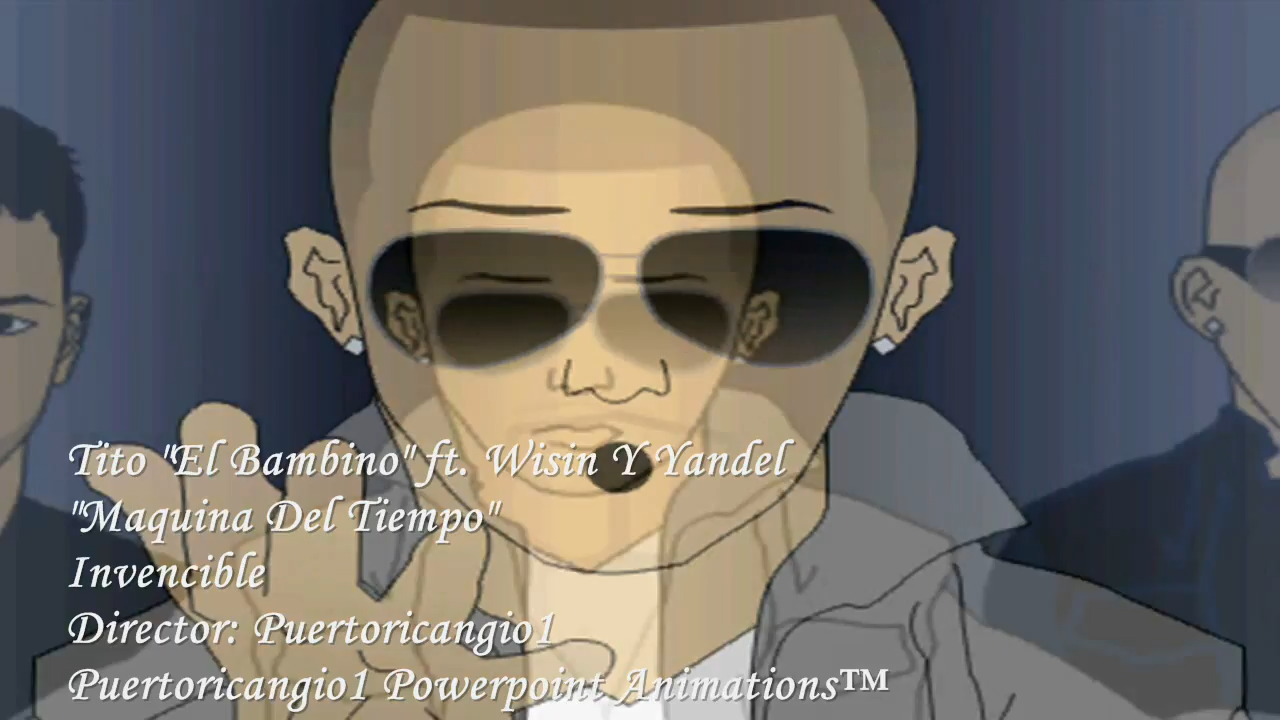 Tito "El Bambino" ft. Wisin Y Yandel
"Maquina Del Tiempo"
Invencible
Director: Puertoricangio1
Puertoricangio1 Powerpoint Animations™